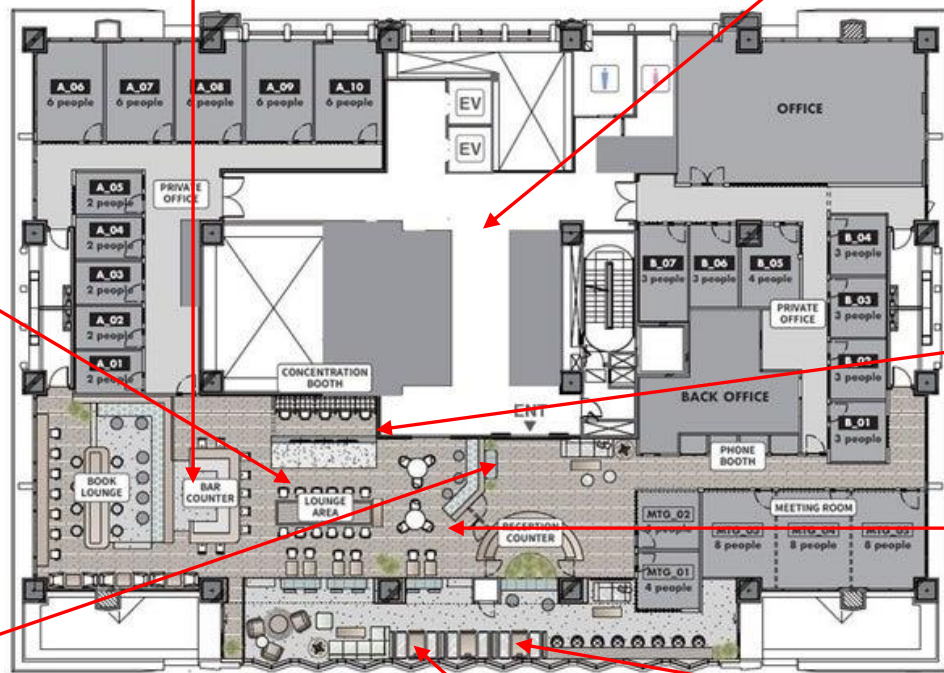 A_06
6 people
A_07
6 people
A_08
6 people
A_09
6 people
A_10
6 people
EV
EV
OFFICE
A_05
2 people
PRIVATE
OFFICE
A_04
2 people
A_03
2 people
A_02
2 people
A_01
2 people
B_07
3 people
B_06
3 people
B_05
4 people
B_04
3 people
B_03
3 people
PRIVATE
OFFICE
B_02
3 people
B_01
3 people
CONCENTRATION
BOOTH
ENT
BACK OFFICE
PHONE
BOOTH
BOOK
LOUNGE
BAR
COUNTER
LOUNGE
AREA
RECEPTION
COUNTER
MEETING ROOM
MTG_02
MTG_01
4 people
MTG_03
8 people
MTG_04
8 people
MTG_05
8 people